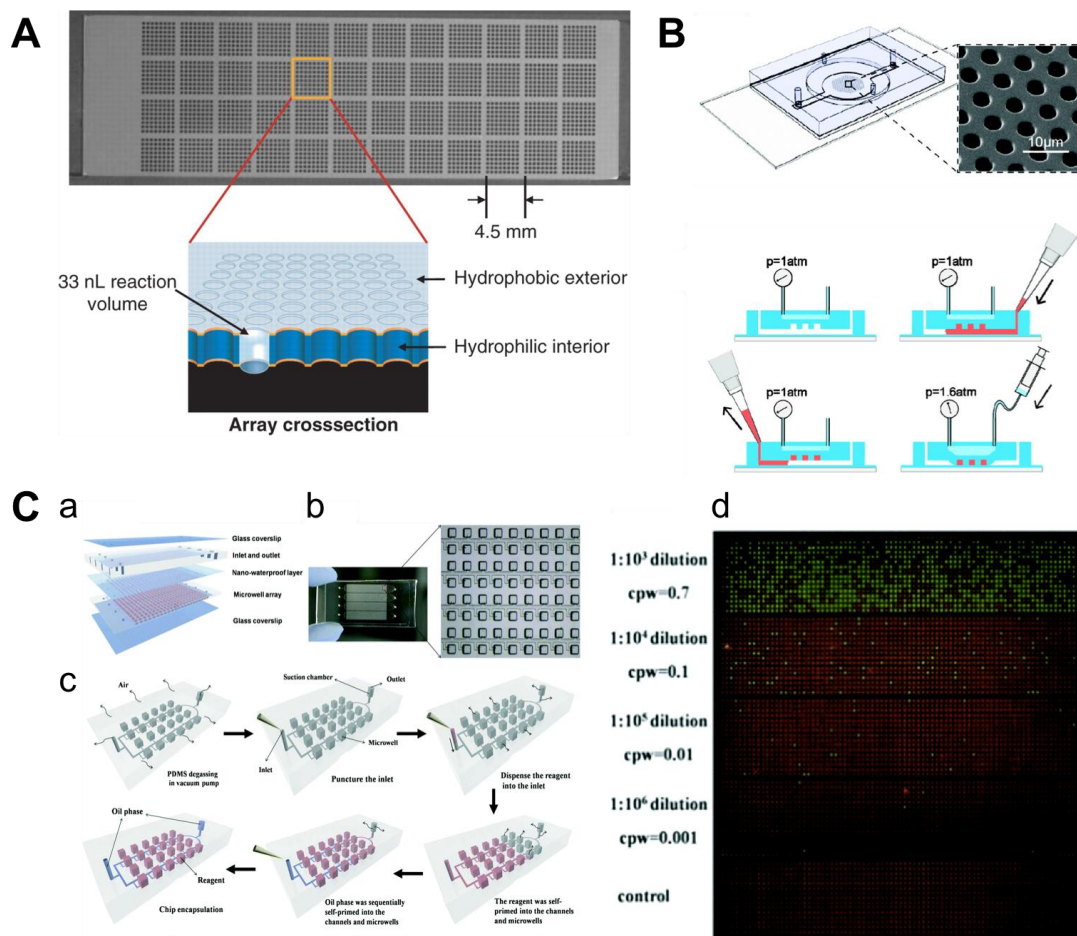 A
4.5 mm
33 nL reaction
volume
Hydrophobic exterior
Hydrophilic interior
Array crosssection
B
10µm
p=1atm
p=1atm
p=1atm
p=1.6atm
C
a
Glass coverslip
Inlet and outlet
Nano-waterproof layer
Microwell array
Glass coverslip
b
c
Air
PDMS degassing
in vacuum pump
Suction chamber
Outlet
Inlet
Microwell
Puncture the inlet
Dispense the reagent
into the inlet
Oil phase
Reagent
Chip encapsulation
Oil phase was sequentially
self-primed into the
channels and microwells
The reagent was self-
primed into the channels
and microwells
d
1:10³ dilution
cpw=0.7
1:10⁴ dilution
cpw=0.1
1:10⁵ dilution
cpw=0.01
1:10⁶ dilution
cpw=0.001
control